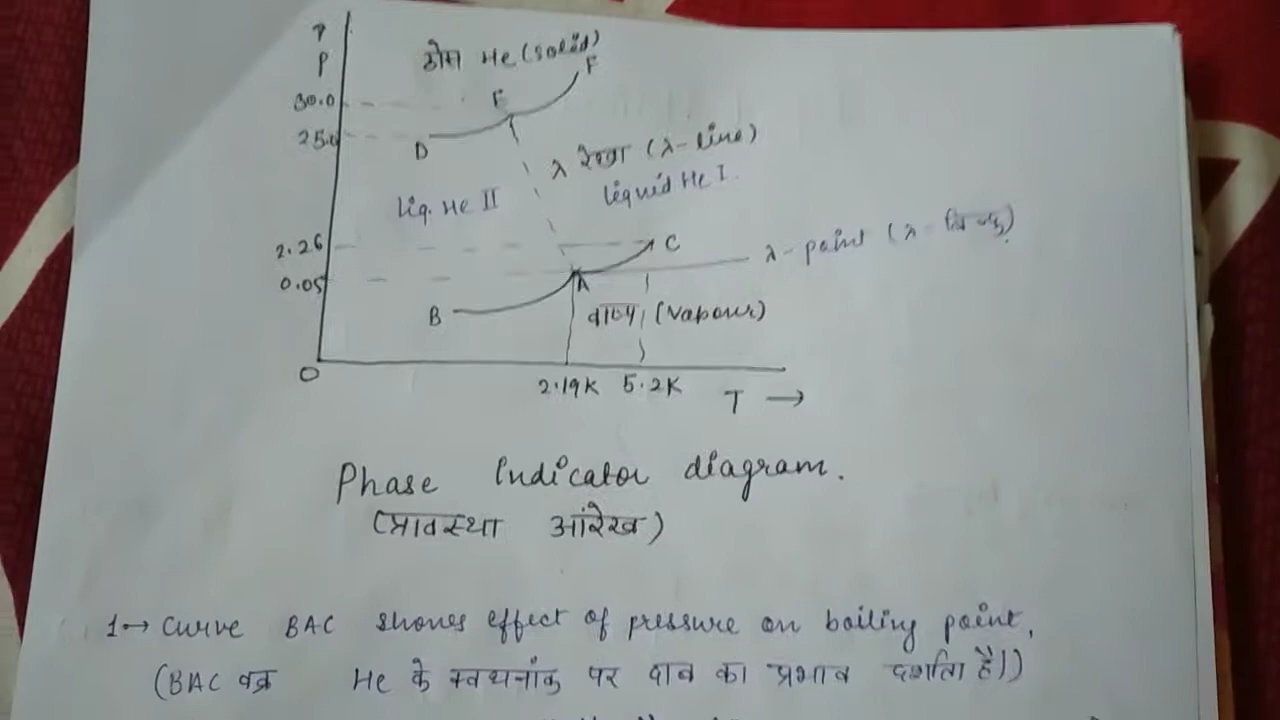 ↑
P
ठोस He (solid)
F
30.0
E
25.0
D
λ रेखा (λ-line)
liq. He II
liquid He I.
2.26
C
λ-point (λ-बिन्दु)
0.05
A
B
वाष्प (Vapour)
O
2.19K 5.2K
T →
Phase Indicator diagram.
(प्रावस्था आंरेख)
1→ Curve BAC shows effect of pressure on boiling point.
(BAC वक्र He के क्वथनांक पर दाब का प्रभाव दर्शाता है।)